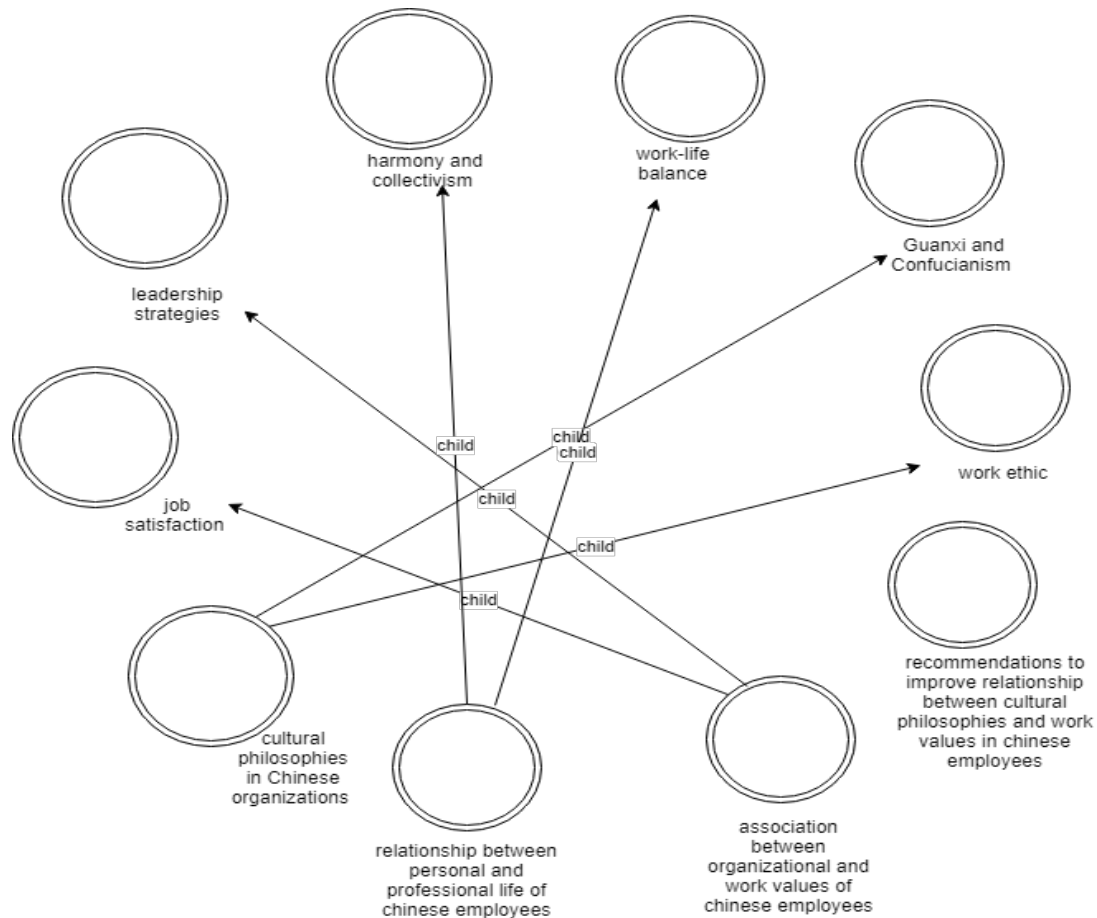 harmony and
collectivism
work-life
balance
Guanxi and
Confucianism
leadership
strategies
child
child
child
work ethic
job
satisfaction
child
child
child
recommendations to
improve relationship
between cultural
philosophies and work
values in chinese
employees
cultural
philosophies
in Chinese
organizations
relationship between
personal and
professional life of
chinese employees
association
between
organizational and
work values of
chinese employees